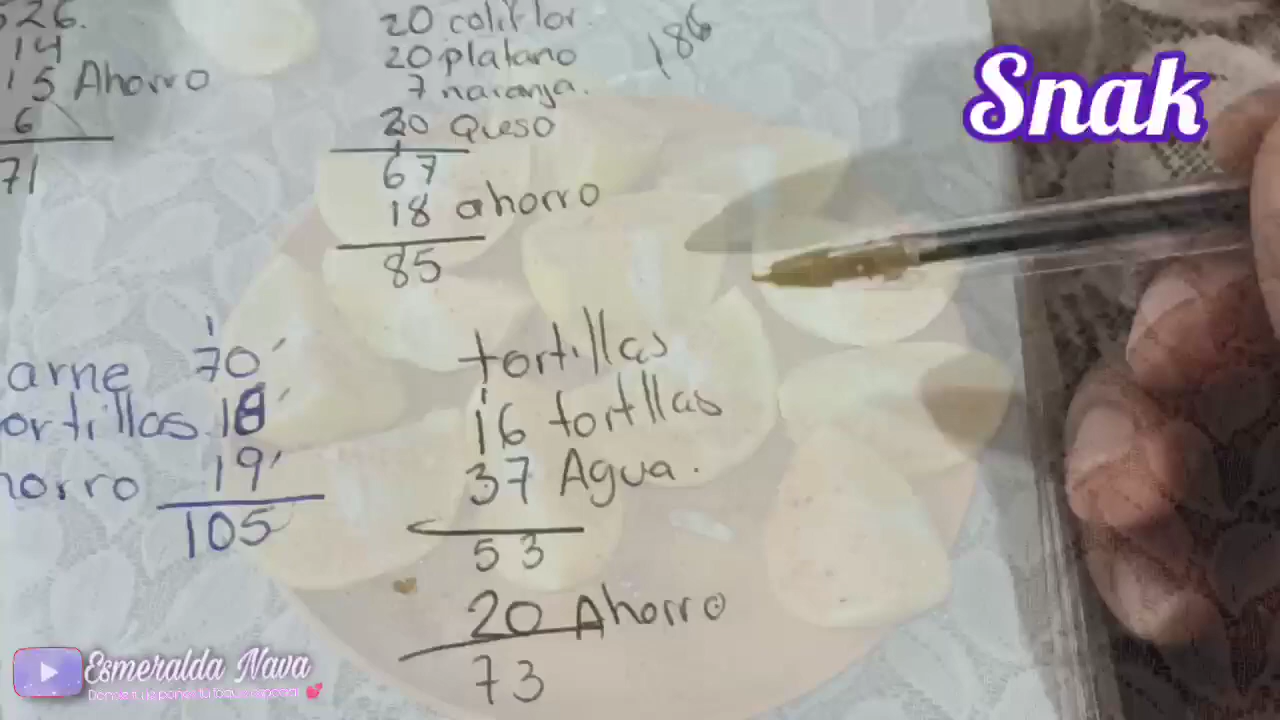 526.
14
15 Ahorro
6
71
20 coliflor.
20 platano
7 naranja.
20 Queso
67
18 ahorro
85
186
Snak
arne 70
ortillas 18
horro 19
105
tortillas
16 tortllas
37 Agua.
53
20 Ahorro
73
Esmeralda Nava